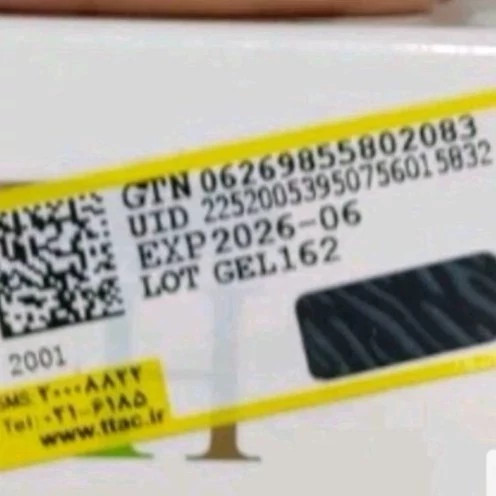 GTN 06269855802083
UID 22520053950756015832
EXP 2026-06
LOT GEL162
2001
SMS: ۲۰۰۰۸۸۲۲
Tel: ۰۲۱-۶۱۸۵
www.ttac.ir